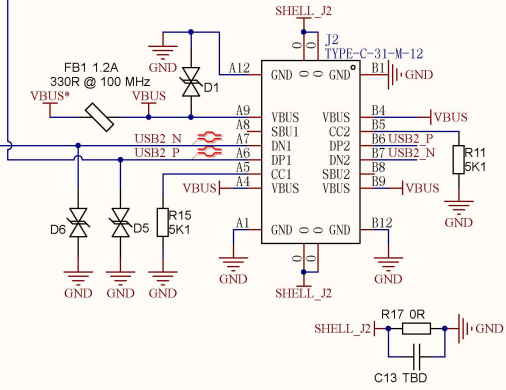 SHELL_J2
J2
TYPE-C-31-M-12
GND
A12
GND
GND
B1
GND
FB1 1.2A
330R @ 100 MHz
VBUS*
VBUS
D1
A9
VBUS
VBUS
B4
VBUS
A8
SBU1
CC2
B5
USB2_N
A7
DN1
DP2
B6
USB2_P
USB2_P
A6
DP1
DN2
B7
USB2_N
R11
5K1
A5
CC1
SBU2
B8
VBUS
A4
VBUS
VBUS
B9
VBUS
D6
D5
R15
5K1
A1
GND
GND
B12
GND
GND
GND
GND
GND
GND
GND
SHELL_J2
R17 0R
SHELL_J2
GND
C13 TBD